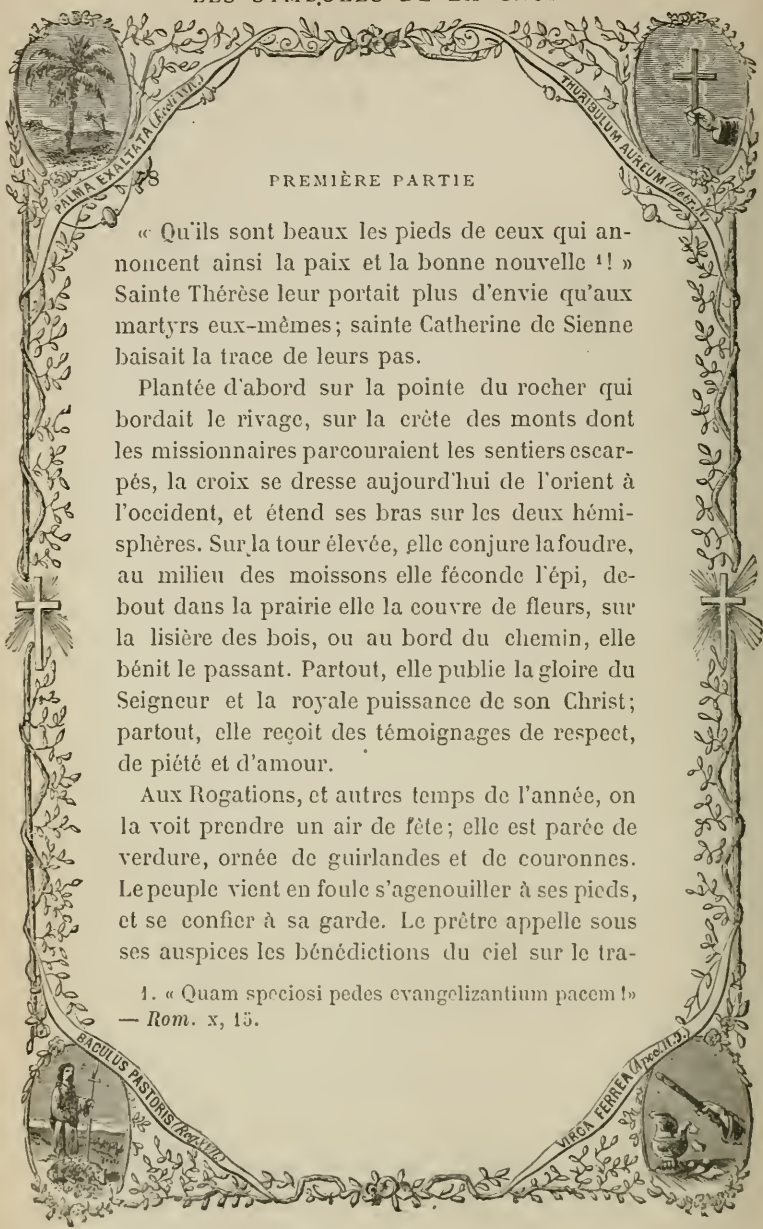 PALMA EXALTATA
THURIBULUM AUREUM
78
PREMIÈRE PARTIE
« Qu'ils sont beaux les pieds de ceux qui an-
noncent ainsi la paix et la bonne nouvelle ¹! »
Sainte Thérèse leur portait plus d'envie qu'aux
martyrs eux-mêmes; sainte Catherine de Sienne
baisait la trace de leurs pas.
Plantée d'abord sur la pointe du rocher qui
bordait le rivage, sur la crête des monts dont
les missionnaires parcouraient les sentiers escar-
pés, la croix se dresse aujourd'hui de l'orient à
l'occident, et étend ses bras sur les deux hémi-
sphères. Sur la tour élevée, elle conjure la foudre,
au milieu des moissons elle féconde l'épi, de-
bout dans la prairie elle la couvre de fleurs, sur
la lisière des bois, ou au bord du chemin, elle
bénit le passant. Partout, elle publie la gloire du
Seigneur et la royale puissance de son Christ;
partout, elle reçoit des témoignages de respect,
de piété et d'amour.
Aux Rogations, et autres temps de l'année, on
la voit prendre un air de fête; elle est parée de
verdure, ornée de guirlandes et de couronnes.
Le peuple vient en foule s'agenouiller à ses pieds,
et se confier à sa garde. Le prêtre appelle sous
ses auspices les bénédictions du ciel sur le tra-
1. « Quam speciosi pedes evangelizantium pacem !»
— Rom. x, 15.
BACULUS PASTORIS
VIRGA FERREA